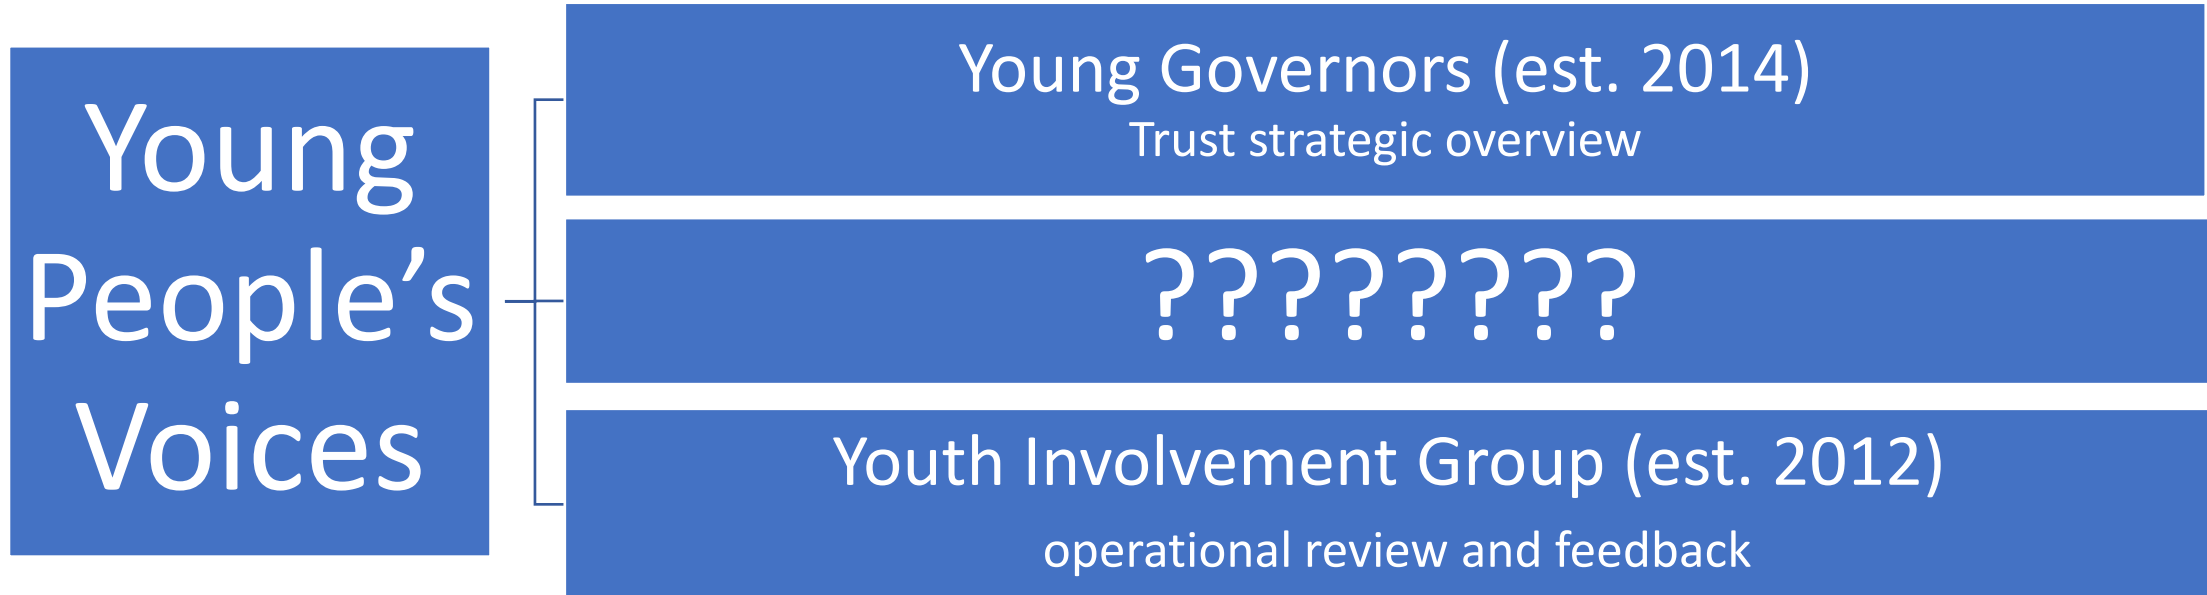 Young
People’s
Voices
Young Governors (est. 2014)
Trust strategic overview
????????
Youth Involvement Group (est. 2012)
operational review and feedback